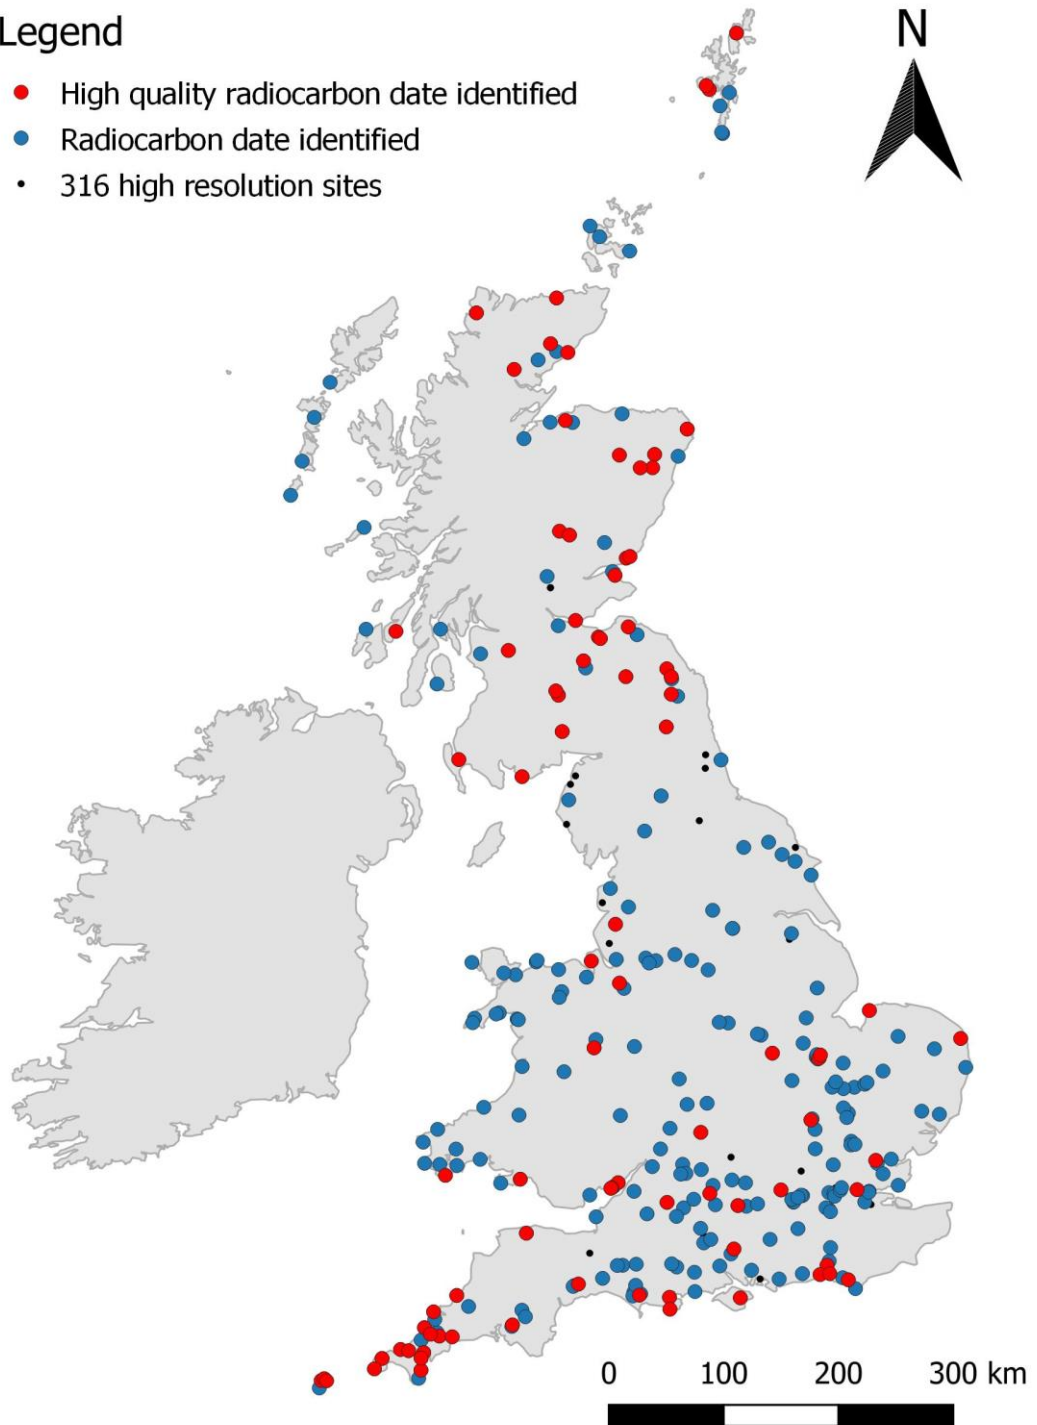 Legend
N
High quality radiocarbon date identified
Radiocarbon date identified
316 high resolution sites
0 100 200 300 km